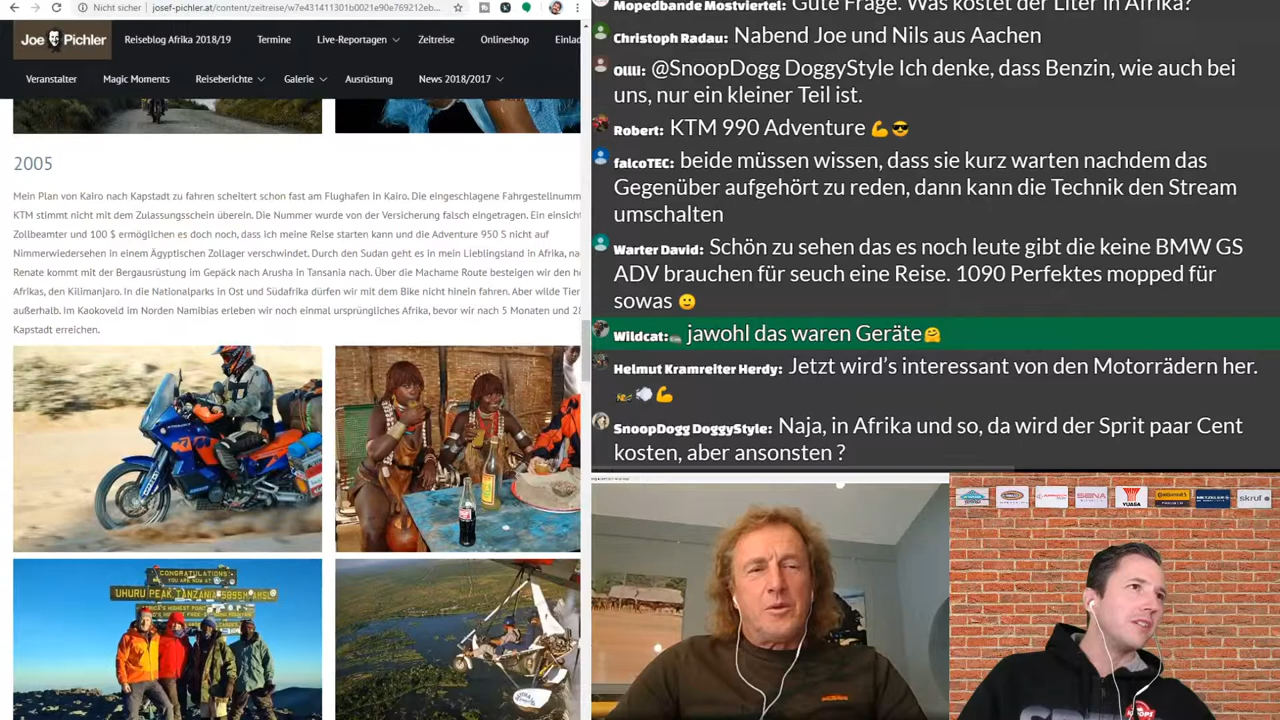 Nicht sicher | josef-pichler.at/content/zeitreise/w7e431411301b0021e90e769212eb...
Joe Pichler
Reiseblog Afrika 2018/19
Termine
Live-Reportagen
Zeitreise
Onlineshop
Einlad
Veranstalter
Magic Moments
Reiseberichte
Galerie
Ausrüstung
News 2018/2017
2005
Mein Plan von Kairo nach Kapstadt zu fahren scheitert schon fast am Flughafen in Kairo. Die eingeschlagene Fahrgestellnumm
KTM stimmt nicht mit dem Zulassungsschein überein. Die Nummer wurde von der Versicherung falsch eingetragen. Ein einsicht
Zollbeamter und 100 $ ermöglichen es doch noch, dass ich meine Reise starten kann und die Adventure 950 S nicht auf
Nimmerwiedersehen in einem Ägyptischen Zollager verschwindet. Durch den Sudan geht es in mein Lieblingsland in Afrika, na
Renate kommt mit der Bergausrüstung im Gepäck nach Arusha in Tansania nach. Über die Machame Route besteigen wir den h
Afrikas, den Kilimanjaro. In die Nationalparks in Ost und Südafrika dürfen wir mit dem Bike nicht hinein fahren. Aber wilde Tier
außerhalb. Im Kaokoveld im Norden Namibias erleben wir noch einmal ursprüngliches Afrika, bevor wir nach 5 Monaten und 28
Kapstadt erreichen.
CONGRATULATIONS
YOU ARE NOW AT
UHURU PEAK, TANZANIA, 5895M. AMSL.
Mopedbande Mostviertel: Gute Frage. Was kostet der Liter in Afrika?
Christoph Radau: Nabend Joe und Nils aus Aachen
Ollli: @SnoopDogg DoggyStyle Ich denke, dass Benzin, wie auch bei
uns, nur ein kleiner Teil ist.
Robert: KTM 990 Adventure 💪😎
falcoTEC: beide müssen wissen, dass sie kurz warten nachdem das
Gegenüber aufgehört zu reden, dann kann die Technik den Stream
umschalten
Warter David: Schön zu sehen das es noch leute gibt die keine BMW GS
ADV brauchen für seuch eine Reise. 1090 Perfektes mopped für
sowas 🙂
Wildcat: jawohl das waren Geräte🤗
Helmut Kramreiter Herdy: Jetzt wird's interessant von den Motorrädern her.
SnoopDogg DoggyStyle: Naja, in Afrika und so, da wird der Sprit paar Cent
kosten, aber ansonsten ?
SENA
YUASA
Continental
METZELER
skruf